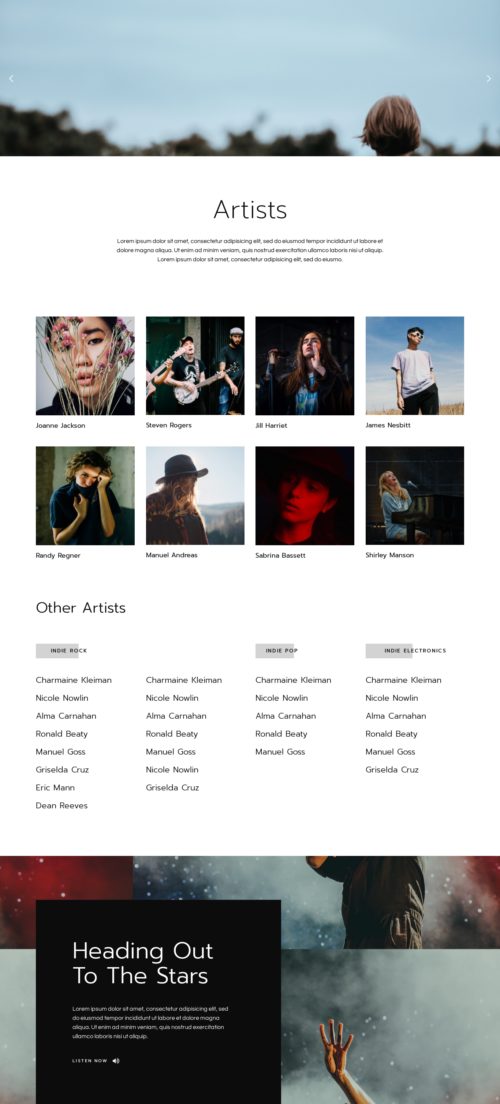 Artists
Lorem ipsum dolor sit amet, consectetur adipisicing elit, sed do eiusmod tempor incididunt ut labore et
dolore magna aliqua. Ut enim ad minim veniam, quis nostrud exercitation ullamco laboris nisi ut aliquip.
Lorem ipsum dolor sit amet, consectetur adipisicing elit, sed do eiusmo.
Joanne Jackson
Steven Rogers
Jill Harriet
James Nesbitt
Randy Regner
Manuel Andreas
Sabrina Bassett
Shirley Manson
Other Artists
INDIE ROCK
Charmaine Kleiman
Nicole Nowlin
Alma Carnahan
Ronald Beaty
Manuel Goss
Griselda Cruz
Eric Mann
Dean Reeves
Charmaine Kleiman
Nicole Nowlin
Alma Carnahan
Ronald Beaty
Manuel Goss
Nicole Nowlin
Griselda Cruz
INDIE POP
Charmaine Kleiman
Nicole Nowlin
Alma Carnahan
Ronald Beaty
Manuel Goss
INDIE ELECTRONICS
Charmaine Kleiman
Nicole Nowlin
Alma Carnahan
Ronald Beaty
Manuel Goss
Griselda Cruz
Heading Out
To The Stars
Lorem ipsum dolor sit amet, consectetur adipisicing elit, sed
do eiusmod tempor incididunt ut labore et dolore magna
aliqua. Ut enim ad minim veniam, quis nostrud exercitation
ullamco laboris nisi ut aliquip.
LISTEN NOW